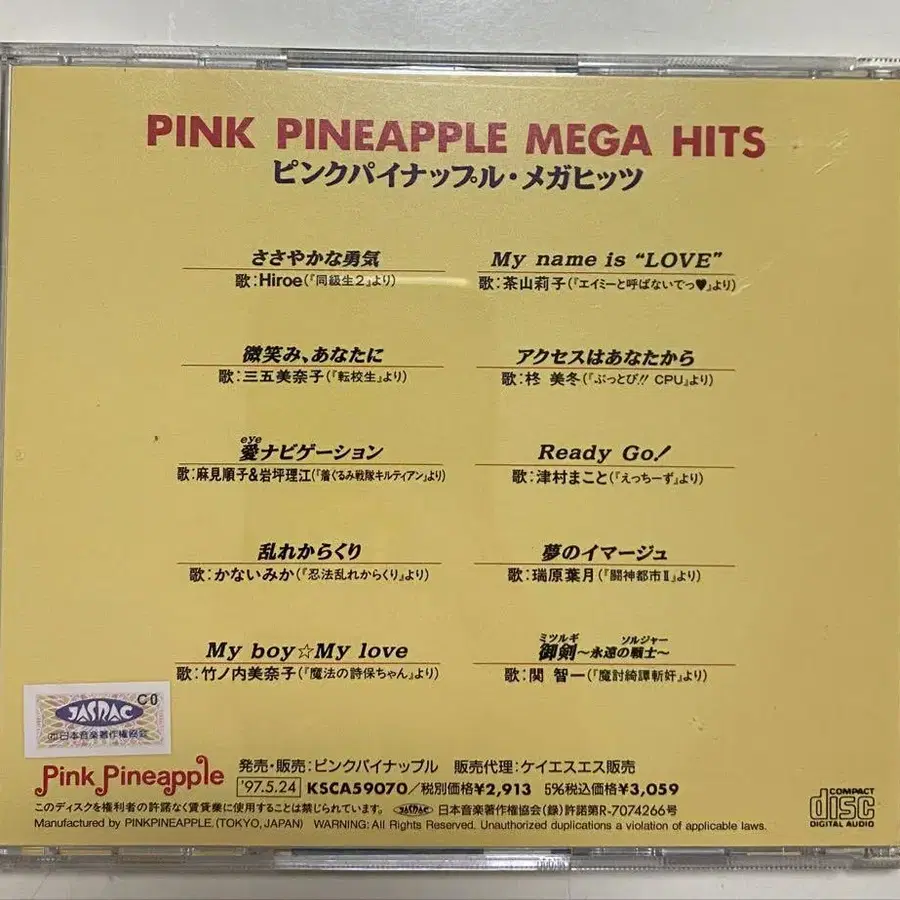 PINK PINEAPPLE MEGA HITS
ピンクパイナップル・メガヒッツ
ささやかな勇気
歌:Hiroe(『同級生2』より)
微笑み、あなたに
歌:三五美奈子(『転校生』より)
eye
愛ナビゲーション
歌:麻見順子&岩坪理江(『着ぐるみ戦隊キルティアン』より)
乱れからくり
歌:かないみか(『忍法乱れからくり』より)
My boy☆My love
歌:竹ノ内美奈子(『魔法の詩保ちゃん』より)
My name is “LOVE”
歌:茶山莉子(『エイミーと呼ばないでっ♥』より)
アクセスはあなたから
歌:柊 美冬(『ぶっとび!! CPU』より)
Ready Go!
歌:津村まこと(『えっちーず』より)
夢のイマージュ
歌:瑞原葉月(『闘神都市Ⅱ』より)
ミツルギ ソルジャー
御剣〜永遠の戦士〜
歌:関 智一(『魔討綺譚斬奸』より)
C0
JASRAC
㈳日本音楽著作権協会
Pink Pineapple
発売・販売:ピンクパイナップル 販売代理:ケイエスエス販売
'97.5.24 KSCA59070/税別価格¥2,913 5%税込価格¥3,059
このディスクを権利者の許諾なく賃貸業に使用することは禁じられています。 JASRAC 日本音楽著作権協会(録)許諾第R-7074266号
Manufactured by PINKPINEAPPLE. (TOKYO, JAPAN) WARNING: All Rights Reserved. Unauthorized duplications a violation of applicable laws.
COMPACT
disc
DIGITAL AUDIO